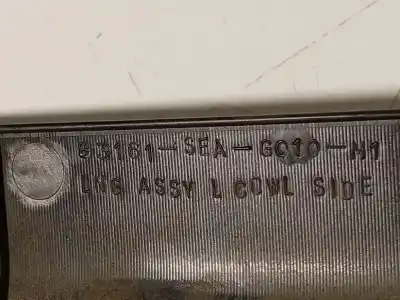 83161-SEA-G010-M1
LNG ASSY L COWL SIDE